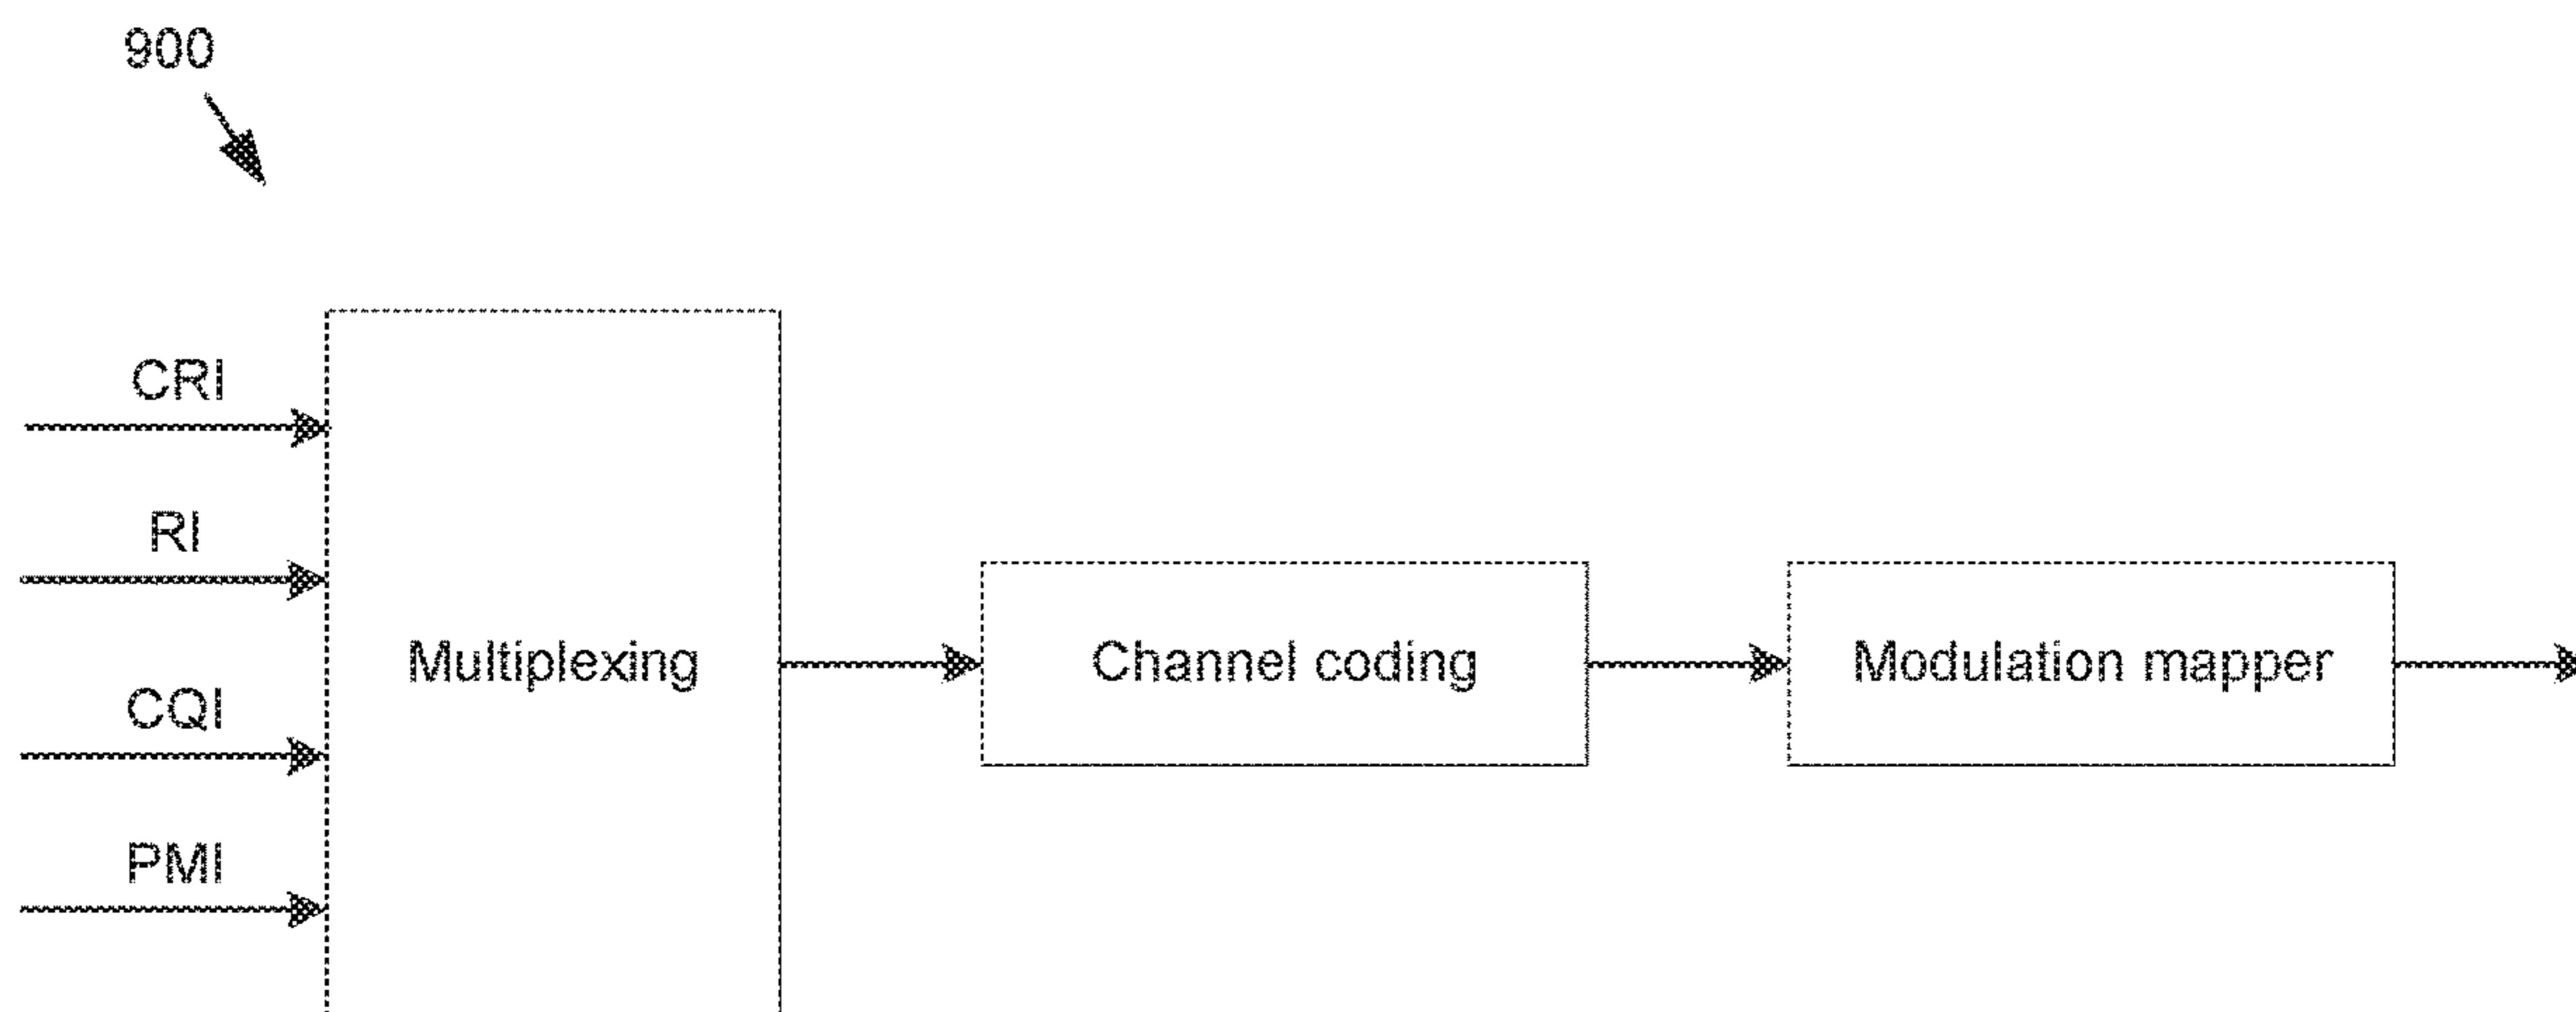 900
CRI
RI
CQI
PMI
Multiplexing
Channel coding
Modulation mapper